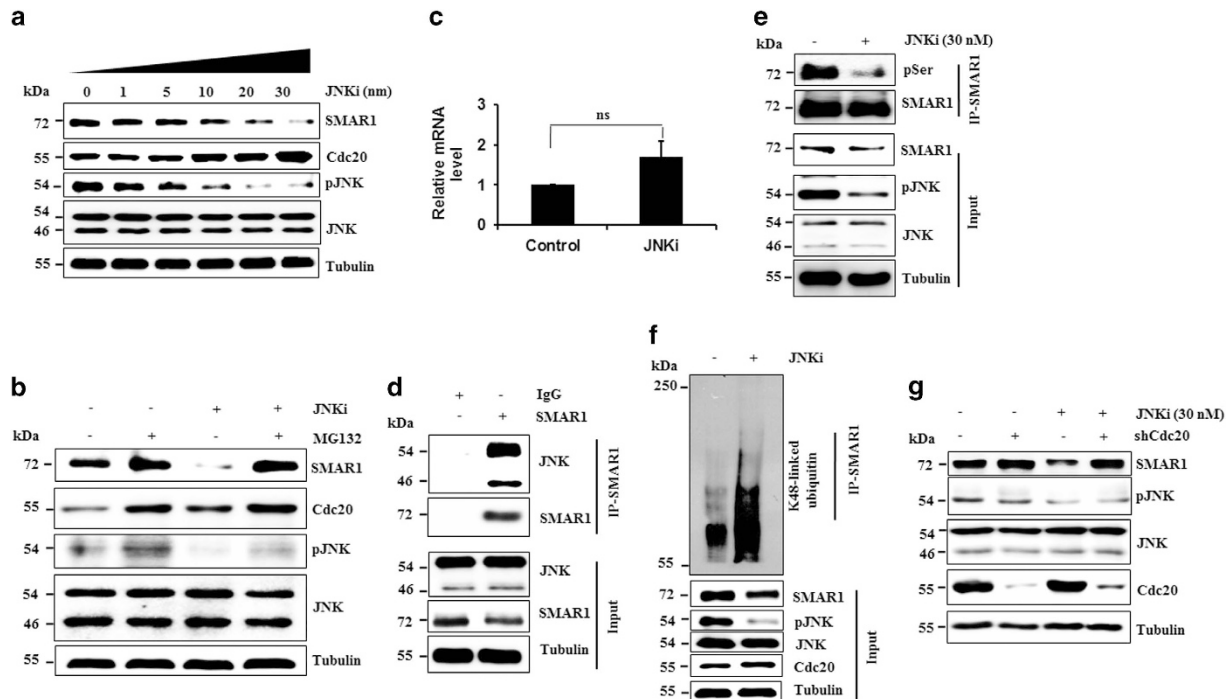 a
kDa 0 1 5 10 20 30 JNKi (nm)
72 SMAR1
55 Cdc20
54 pJNK
54
46 JNK
55 Tubulin
b
- - + + JNKi
kDa - + - + MG132
72 SMAR1
55 Cdc20
54 pJNK
54
JNK
46
55 Tubulin
c
Relative mRNA
level
3
2
1
0
ns
Control JNKi
d
+ - IgG
kDa - + SMAR1
54
JNK
46
72 SMAR1
IP-SMAR1
54 JNK
46
72 SMAR1
55 Tubulin
Input
e
kDa - + JNKi (30 nM)
72 pSer
72 SMAR1
IP-SMAR1
72 SMAR1
54 pJNK
54
JNK
46
55 Tubulin
Input
f
- + JNKi
kDa
250
55
K48-linked
ubiquitin
IP-SMAR1
72 SMAR1
54 pJNK
54 JNK
55 Cdc20
55 Tubulin
Input
g
- - + + JNKi (30 nM)
kDa - + - + shCdc20
72 SMAR1
54 pJNK
54
JNK
46
55 Cdc20
55 Tubulin